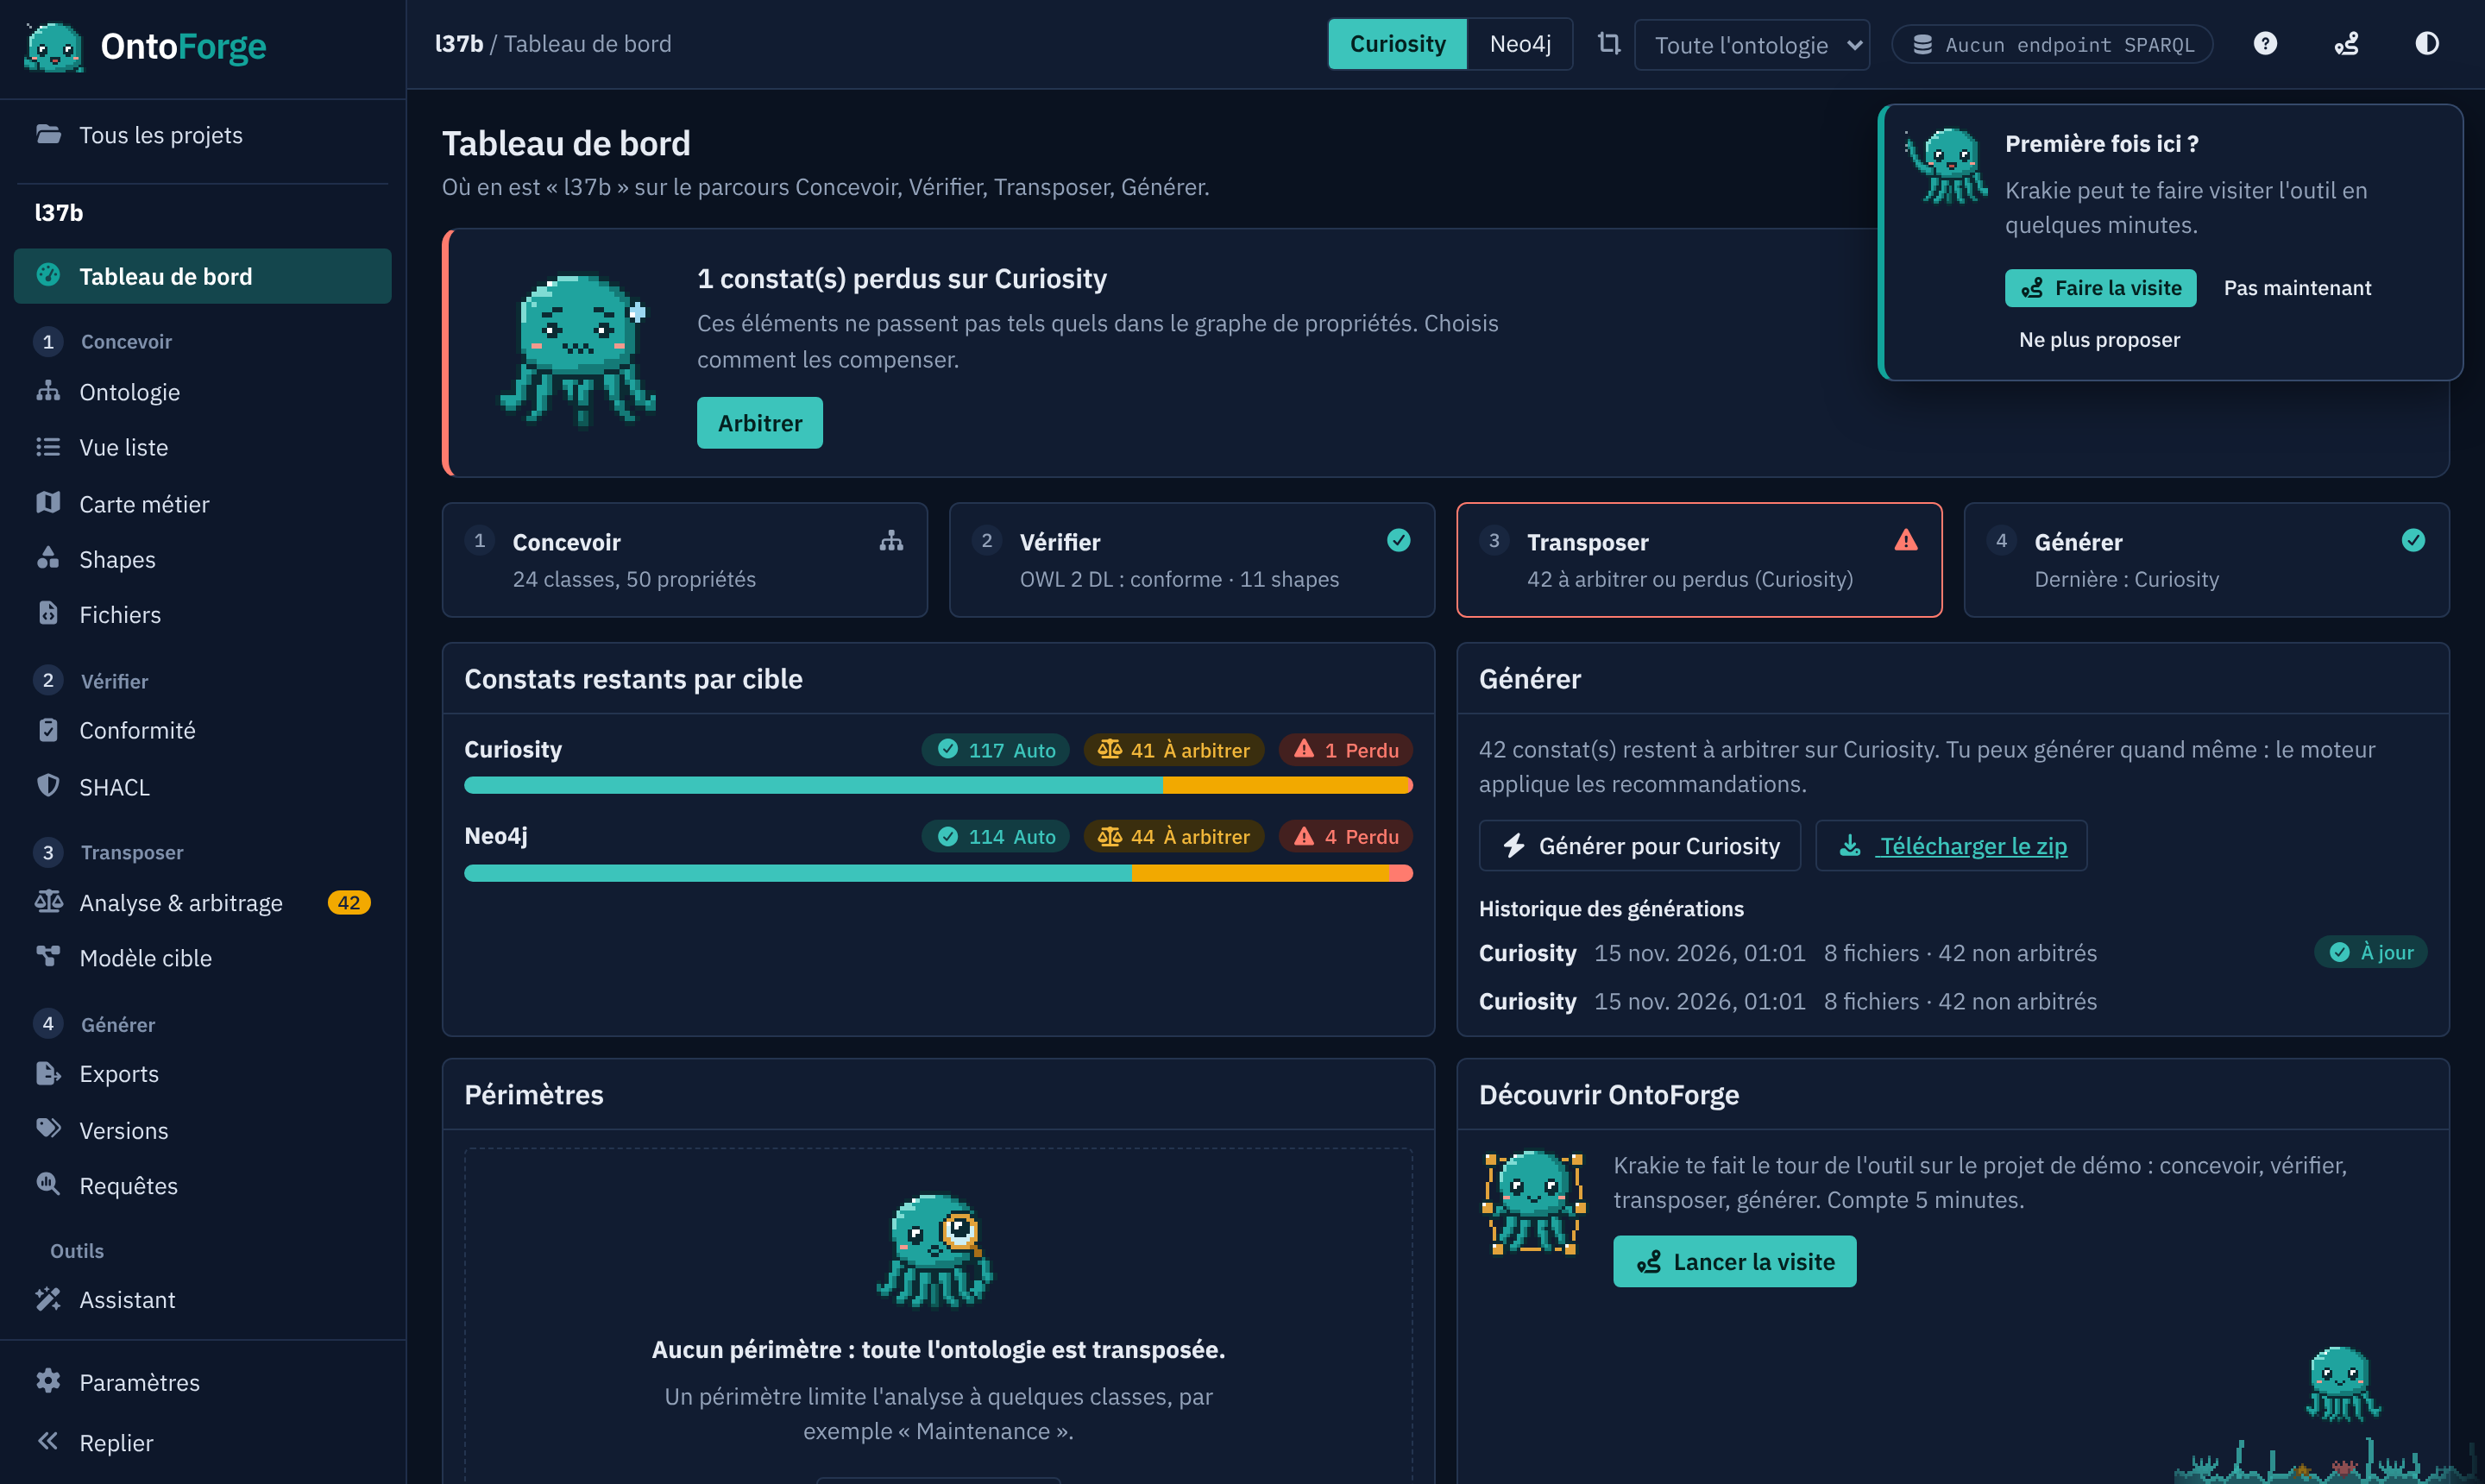 OntoForge
Tous les projets
l37b
Tableau de bord
1 Concevoir
Ontologie
Vue liste
Carte métier
Shapes
Fichiers
2 Vérifier
Conformité
SHACL
3 Transposer
Analyse & arbitrage 42
Modèle cible
4 Générer
Exports
Versions
Requêtes
Outils
Assistant
Paramètres
Replier
l37b / Tableau de bord
Curiosity Neo4j Toute l'ontologie Aucun endpoint SPARQL
Première fois ici ?
Krakie peut te faire visiter l'outil en
quelques minutes.
Faire la visite Pas maintenant
Ne plus proposer
Tableau de bord
Où en est « l37b » sur le parcours Concevoir, Vérifier, Transposer, Générer.
1 constat(s) perdus sur Curiosity
Ces éléments ne passent pas tels quels dans le graphe de propriétés. Choisis
comment les compenser.
Arbitrer
1 Concevoir
24 classes, 50 propriétés
2 Vérifier
OWL 2 DL : conforme · 11 shapes
3 Transposer
42 à arbitrer ou perdus (Curiosity)
4 Générer
Dernière : Curiosity
Constats restants par cible
Curiosity 117 Auto 41 À arbitrer 1 Perdu
Neo4j 114 Auto 44 À arbitrer 4 Perdu
Générer
42 constat(s) restent à arbitrer sur Curiosity. Tu peux générer quand même : le moteur
applique les recommandations.
Générer pour Curiosity Télécharger le zip
Historique des générations
Curiosity 15 nov. 2026, 01:01 8 fichiers · 42 non arbitrés À jour
Curiosity 15 nov. 2026, 01:01 8 fichiers · 42 non arbitrés
Périmètres
Aucun périmètre : toute l'ontologie est transposée.
Un périmètre limite l'analyse à quelques classes, par
exemple « Maintenance ».
Découvrir OntoForge
Krakie te fait le tour de l'outil sur le projet de démo : concevoir, vérifier,
transposer, générer. Compte 5 minutes.
Lancer la visite